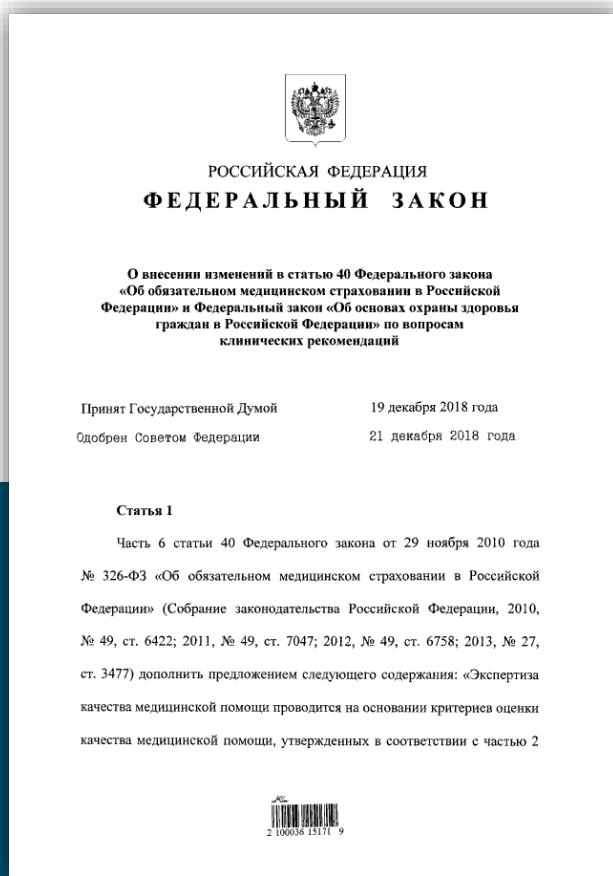 РОССИЙСКАЯ ФЕДЕРАЦИЯ
ФЕДЕРАЛЬНЫЙ ЗАКОН
О внесении изменений в статью 40 Федерального закона
«Об обязательном медицинском страховании в Российской
Федерации» и Федеральный закон «Об основах охраны здоровья
граждан в Российской Федерации» по вопросам
клинических рекомендаций
Принят Государственной Думой 19 декабря 2018 года
Одобрен Советом Федерации 21 декабря 2018 года
Статья 1
Часть 6 статьи 40 Федерального закона от 29 ноября 2010 года
№ 326-ФЗ «Об обязательном медицинском страховании в Российской
Федерации» (Собрание законодательства Российской Федерации, 2010,
№ 49, ст. 6422; 2011, № 49, ст. 7047; 2012, № 49, ст. 6758; 2013, № 27,
ст. 3477) дополнить предложением следующего содержания: «Экспертиза
качества медицинской помощи проводится на основании критериев оценки
качества медицинской помощи, утвержденных в соответствии с частью 2
2 100036 15171 9